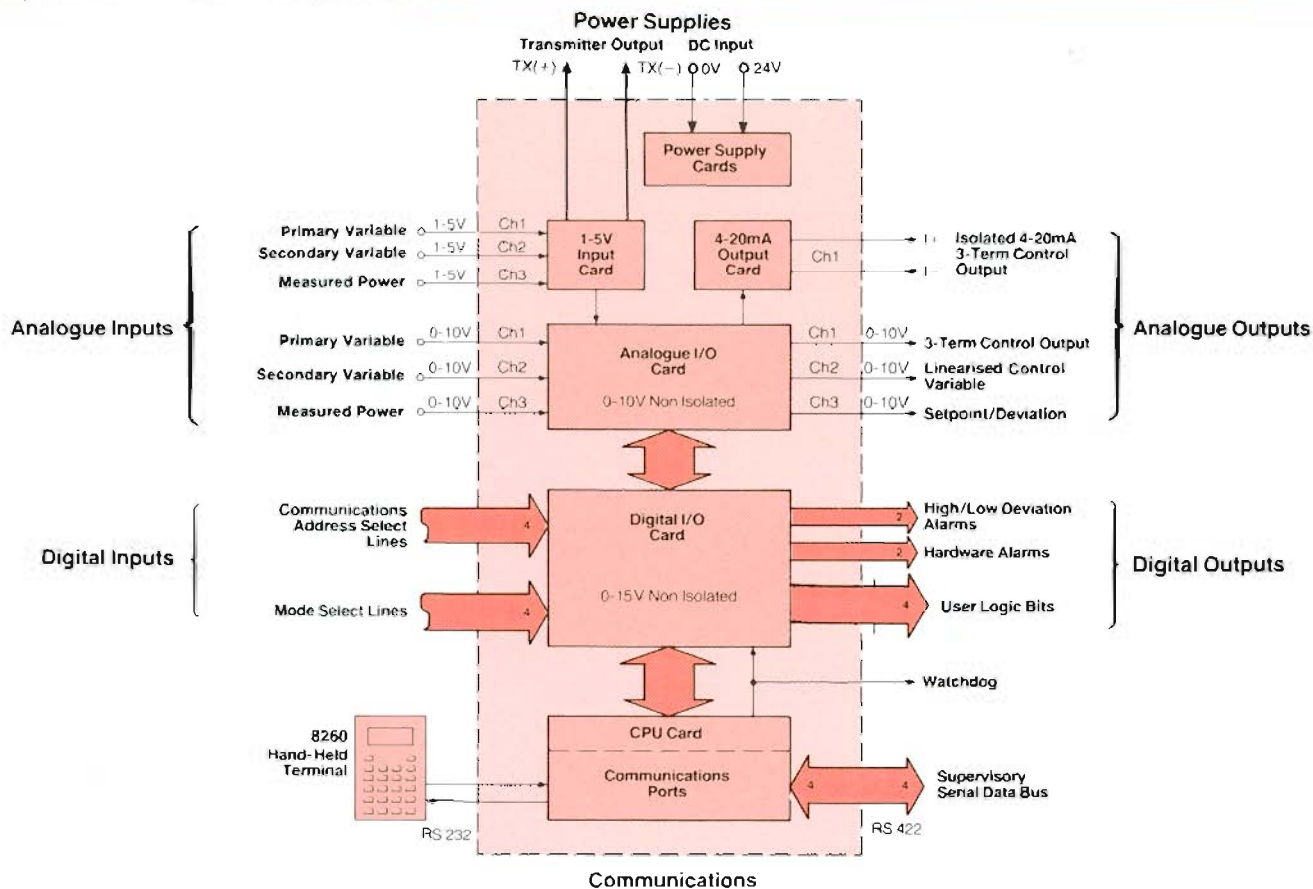 Power Supplies
Transmitter Output DC Input
TX(+) TX(−) 0V 24V
Power Supply
Cards
Analogue Inputs
Primary Variable 1-5V Ch1
Secondary Variable 1-5V Ch2
Measured Power 1-5V Ch3
1-5V
Input
Card
4-20mA
Output
Card
Ch1
I+
I−
Isolated 4-20mA
3-Term Control
Output
Analogue Outputs
Primary Variable 0-10V Ch1
Secondary Variable 0-10V Ch2
Measured Power 0-10V Ch3
Analogue I/O
Card
0-10V Non Isolated
Ch1 0-10V 3-Term Control Output
Ch2 0-10V Linearised Control
Variable
Ch3 0-10V Setpoint/Deviation
Digital Inputs
Communications
Address Select
Lines
4
Mode Select Lines 4
Digital I/O
Card
0-15V Non Isolated
2 High/Low Deviation
Alarms
2 Hardware Alarms
4 User Logic Bits
Digital Outputs
Watchdog
8260
Hand-Held
Terminal
RS 232
CPU Card
Communications
Ports
4 4
Supervisory
Serial Data Bus
RS 422
Communications